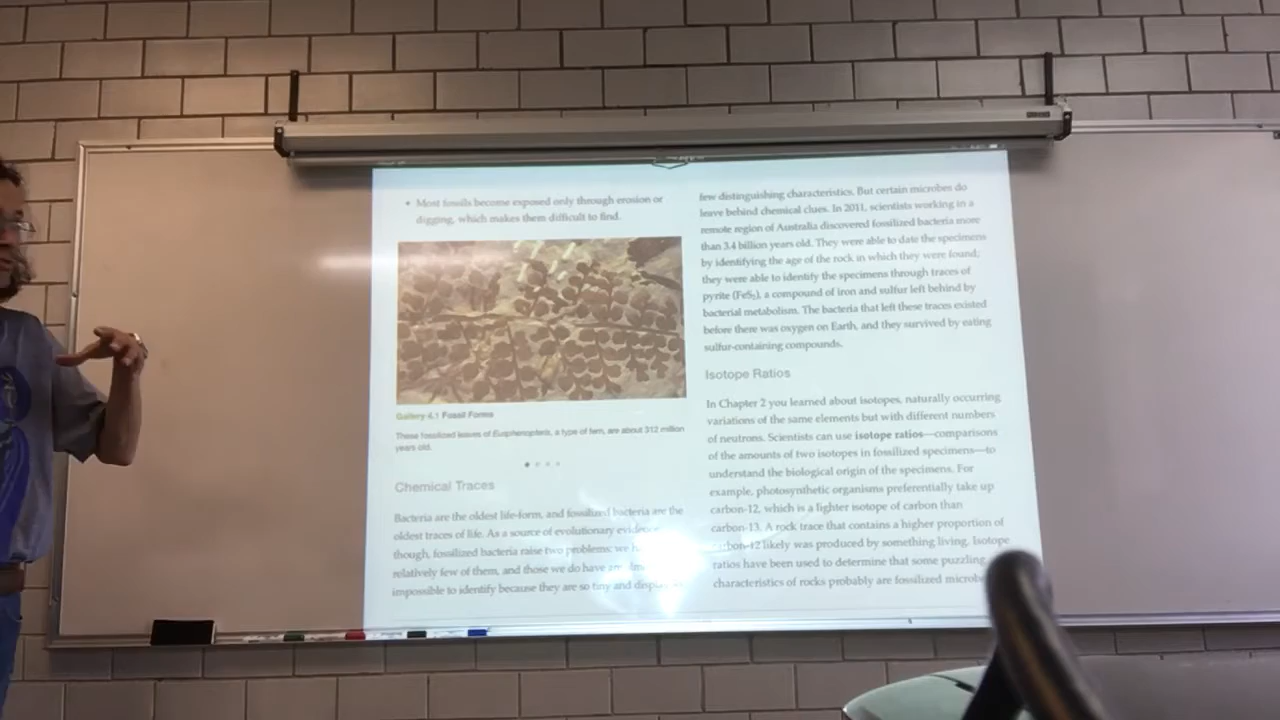 • Most fossils become exposed only through erosion or
digging, which makes them difficult to find.
Gallery 4.1 Fossil Forms
These fossilized leaves of Eusphenopteris, a type of fern, are about 312 million
years old.
Chemical Traces
Bacteria are the oldest life-form, and fossilized bacteria are the
oldest traces of life. As a source of evolutionary
though, fossilized bacteria raise two problems: we
relatively few of them, and those we do have
impossible to identify because they are so tiny and
few distinguishing characteristics. But certain microbes do
leave behind chemical clues. In 2011, scientists working in a
remote region of Australia discovered fossilized bacteria more
than 3.4 billion years old. They were able to date the specimens
by identifying the age of the rock in which they were found;
they were able to identify the specimens through traces of
pyrite (FeS₂), a compound of iron and sulfur left behind by
bacterial metabolism. The bacteria that left these traces existed
before there was oxygen on Earth, and they survived by eating
sulfur-containing compounds.
Isotope Ratios
In Chapter 2 you learned about isotopes, naturally occurring
variations of the same elements but with different numbers
of neutrons. Scientists can use isotope ratios—comparisons
of the amounts of two isotopes in fossilized specimens—to
understand the biological origin of the specimens. For
example, photosynthetic organisms preferentially take up
carbon-12, which is a lighter isotope of carbon than
carbon-13. A rock trace that contains a higher proportion of
carbon-12 likely was produced by something living. Isotope
ratios have been used to determine that some puzzling
characteristics of rocks probably are fossilized